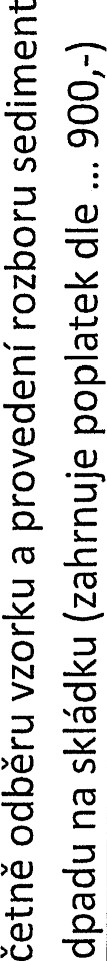 četně odběru vzorku a provedení rozboru sediment
dpadu na skládku (zahrnuje poplatek dle ... 900,-)